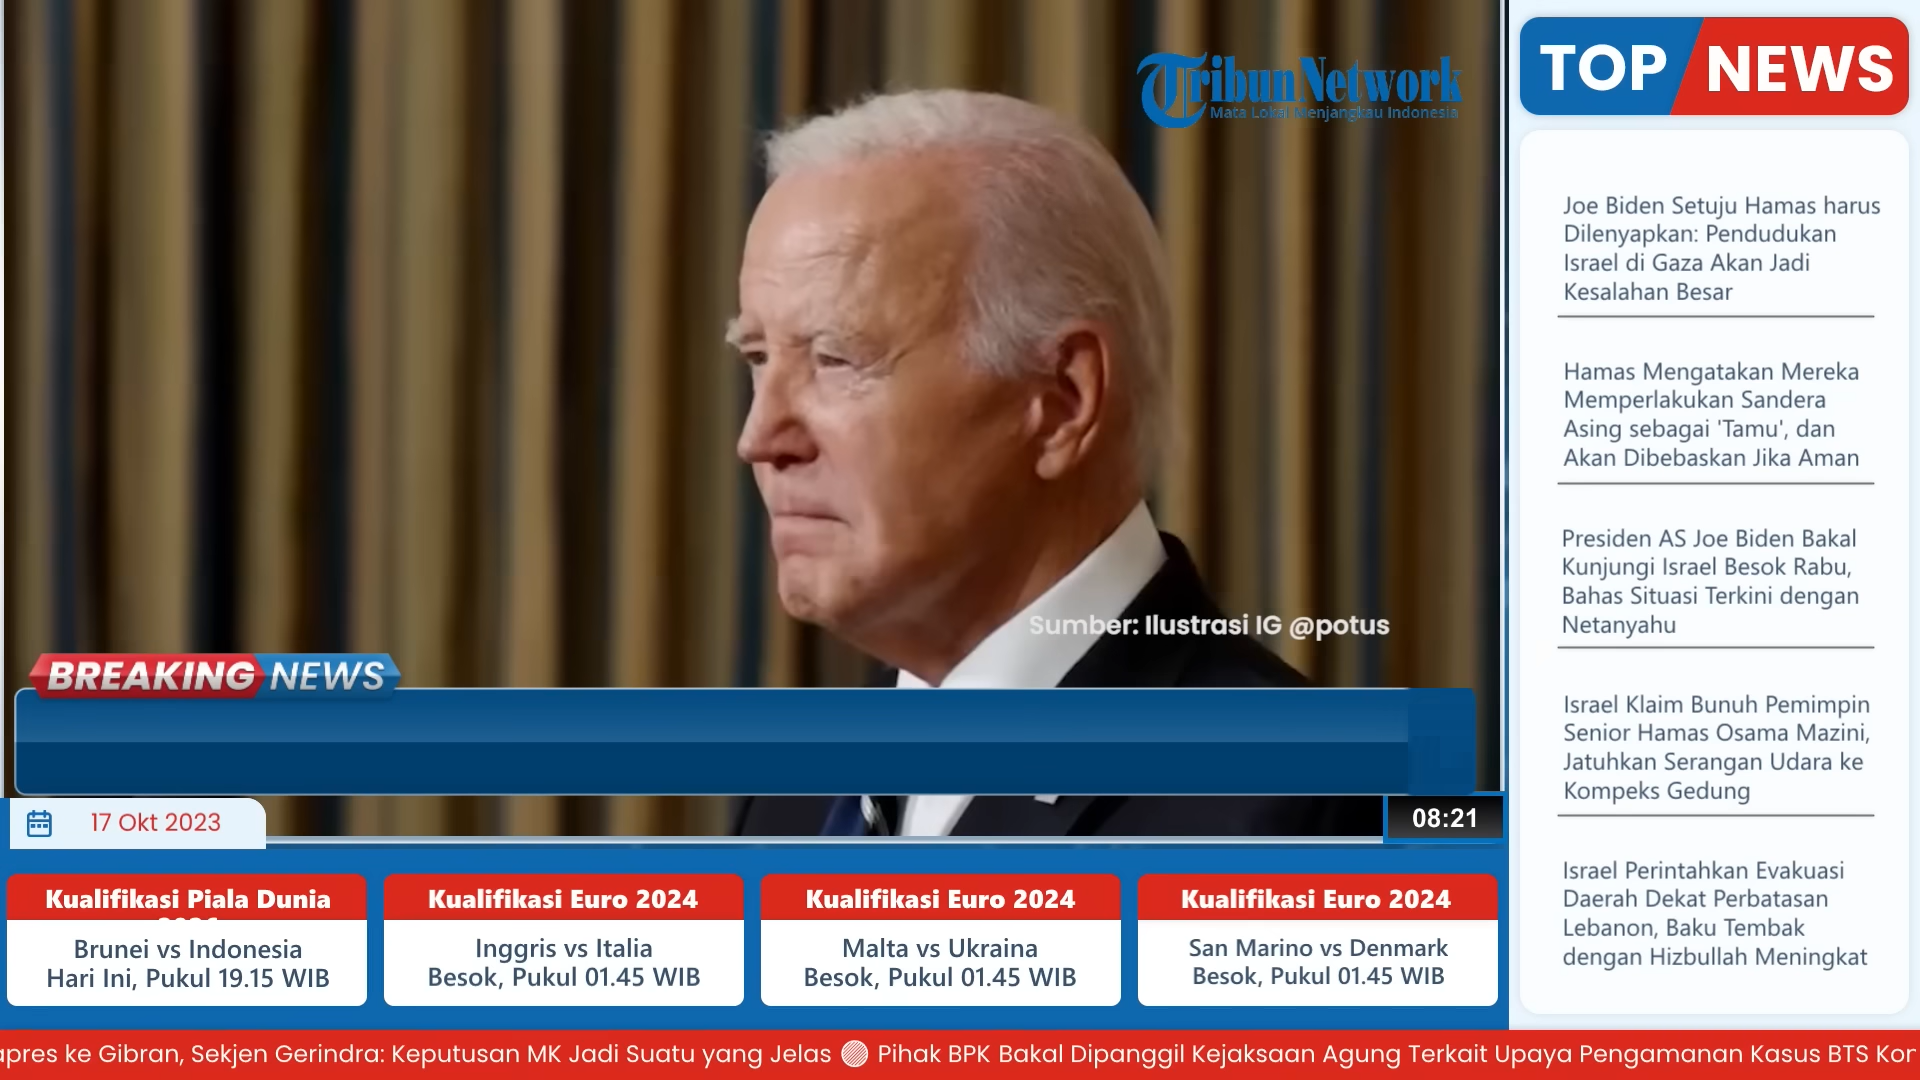 TribunNetwork
Mata Lokal Menjangkau Indonesia
TOP NEWS
Joe Biden Setuju Hamas harus
Dilenyapkan: Pendudukan
Israel di Gaza Akan Jadi
Kesalahan Besar
Hamas Mengatakan Mereka
Memperlakukan Sandera
Asing sebagai 'Tamu', dan
Akan Dibebaskan Jika Aman
Presiden AS Joe Biden Bakal
Kunjungi Israel Besok Rabu,
Bahas Situasi Terkini dengan
Netanyahu
Israel Klaim Bunuh Pemimpin
Senior Hamas Osama Mazini,
Jatuhkan Serangan Udara ke
Kompeks Gedung
Israel Perintahkan Evakuasi
Daerah Dekat Perbatasan
Lebanon, Baku Tembak
dengan Hizbullah Meningkat
Sumber: Ilustrasi IG @potus
BREAKING NEWS
17 Okt 2023
08:21
Kualifikasi Piala Dunia
Brunei vs Indonesia
Hari Ini, Pukul 19.15 WIB
Kualifikasi Euro 2024
Inggris vs Italia
Besok, Pukul 01.45 WIB
Kualifikasi Euro 2024
Malta vs Ukraina
Besok, Pukul 01.45 WIB
Kualifikasi Euro 2024
San Marino vs Denmark
Besok, Pukul 01.45 WIB
apres ke Gibran, Sekjen Gerindra: Keputusan MK Jadi Suatu yang Jelas Pihak BPK Bakal Dipanggil Kejaksaan Agung Terkait Upaya Pengamanan Kasus BTS Kor